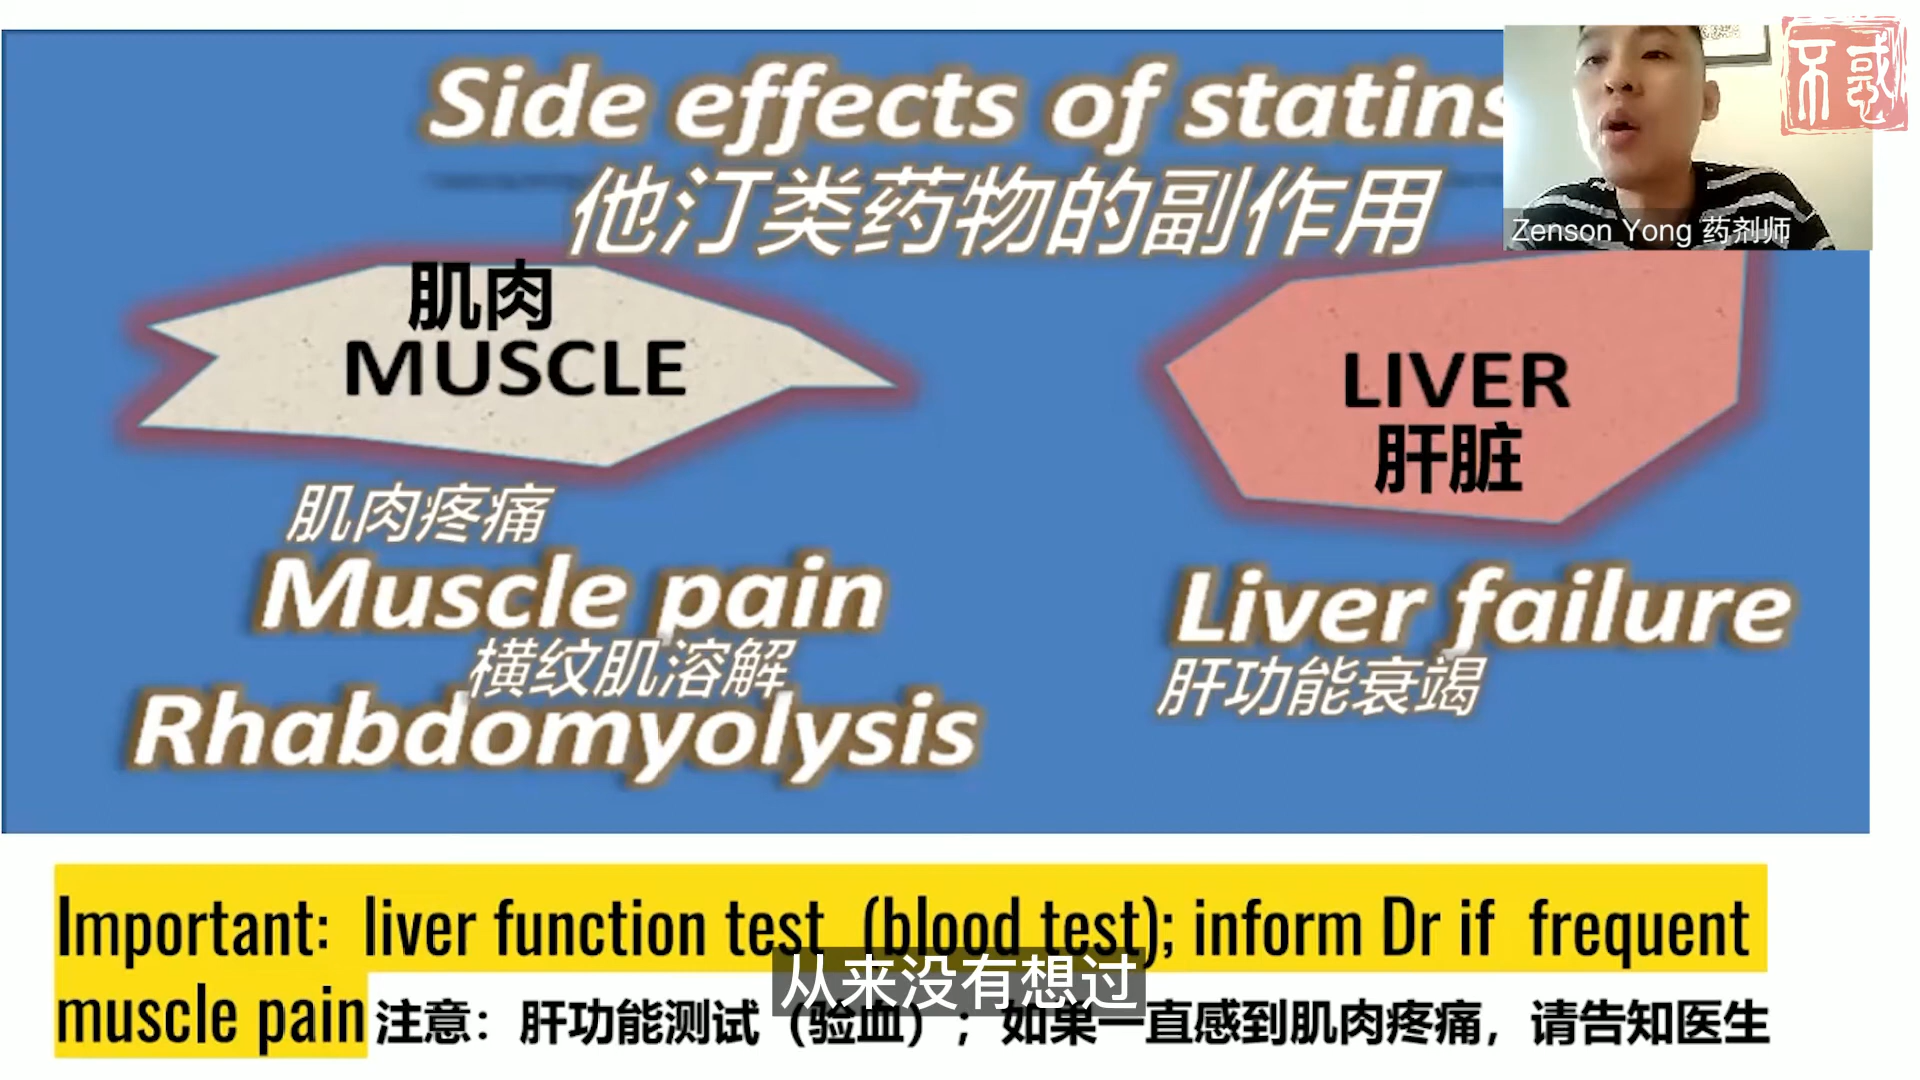 Side effects of statins
他汀类药物的副作用
不惑
Zenson Yong 药剂师
肌肉
MUSCLE
LIVER
肝脏
肌肉疼痛
Muscle pain
横纹肌溶解
Rhabdomyolysis
Liver failure
肝功能衰竭
Important: liver function test (blood test); inform Dr if frequent
muscle pain 注意：肝功能测试（验血）；如果一直感到肌肉疼痛，请告知医生
从来没有想过